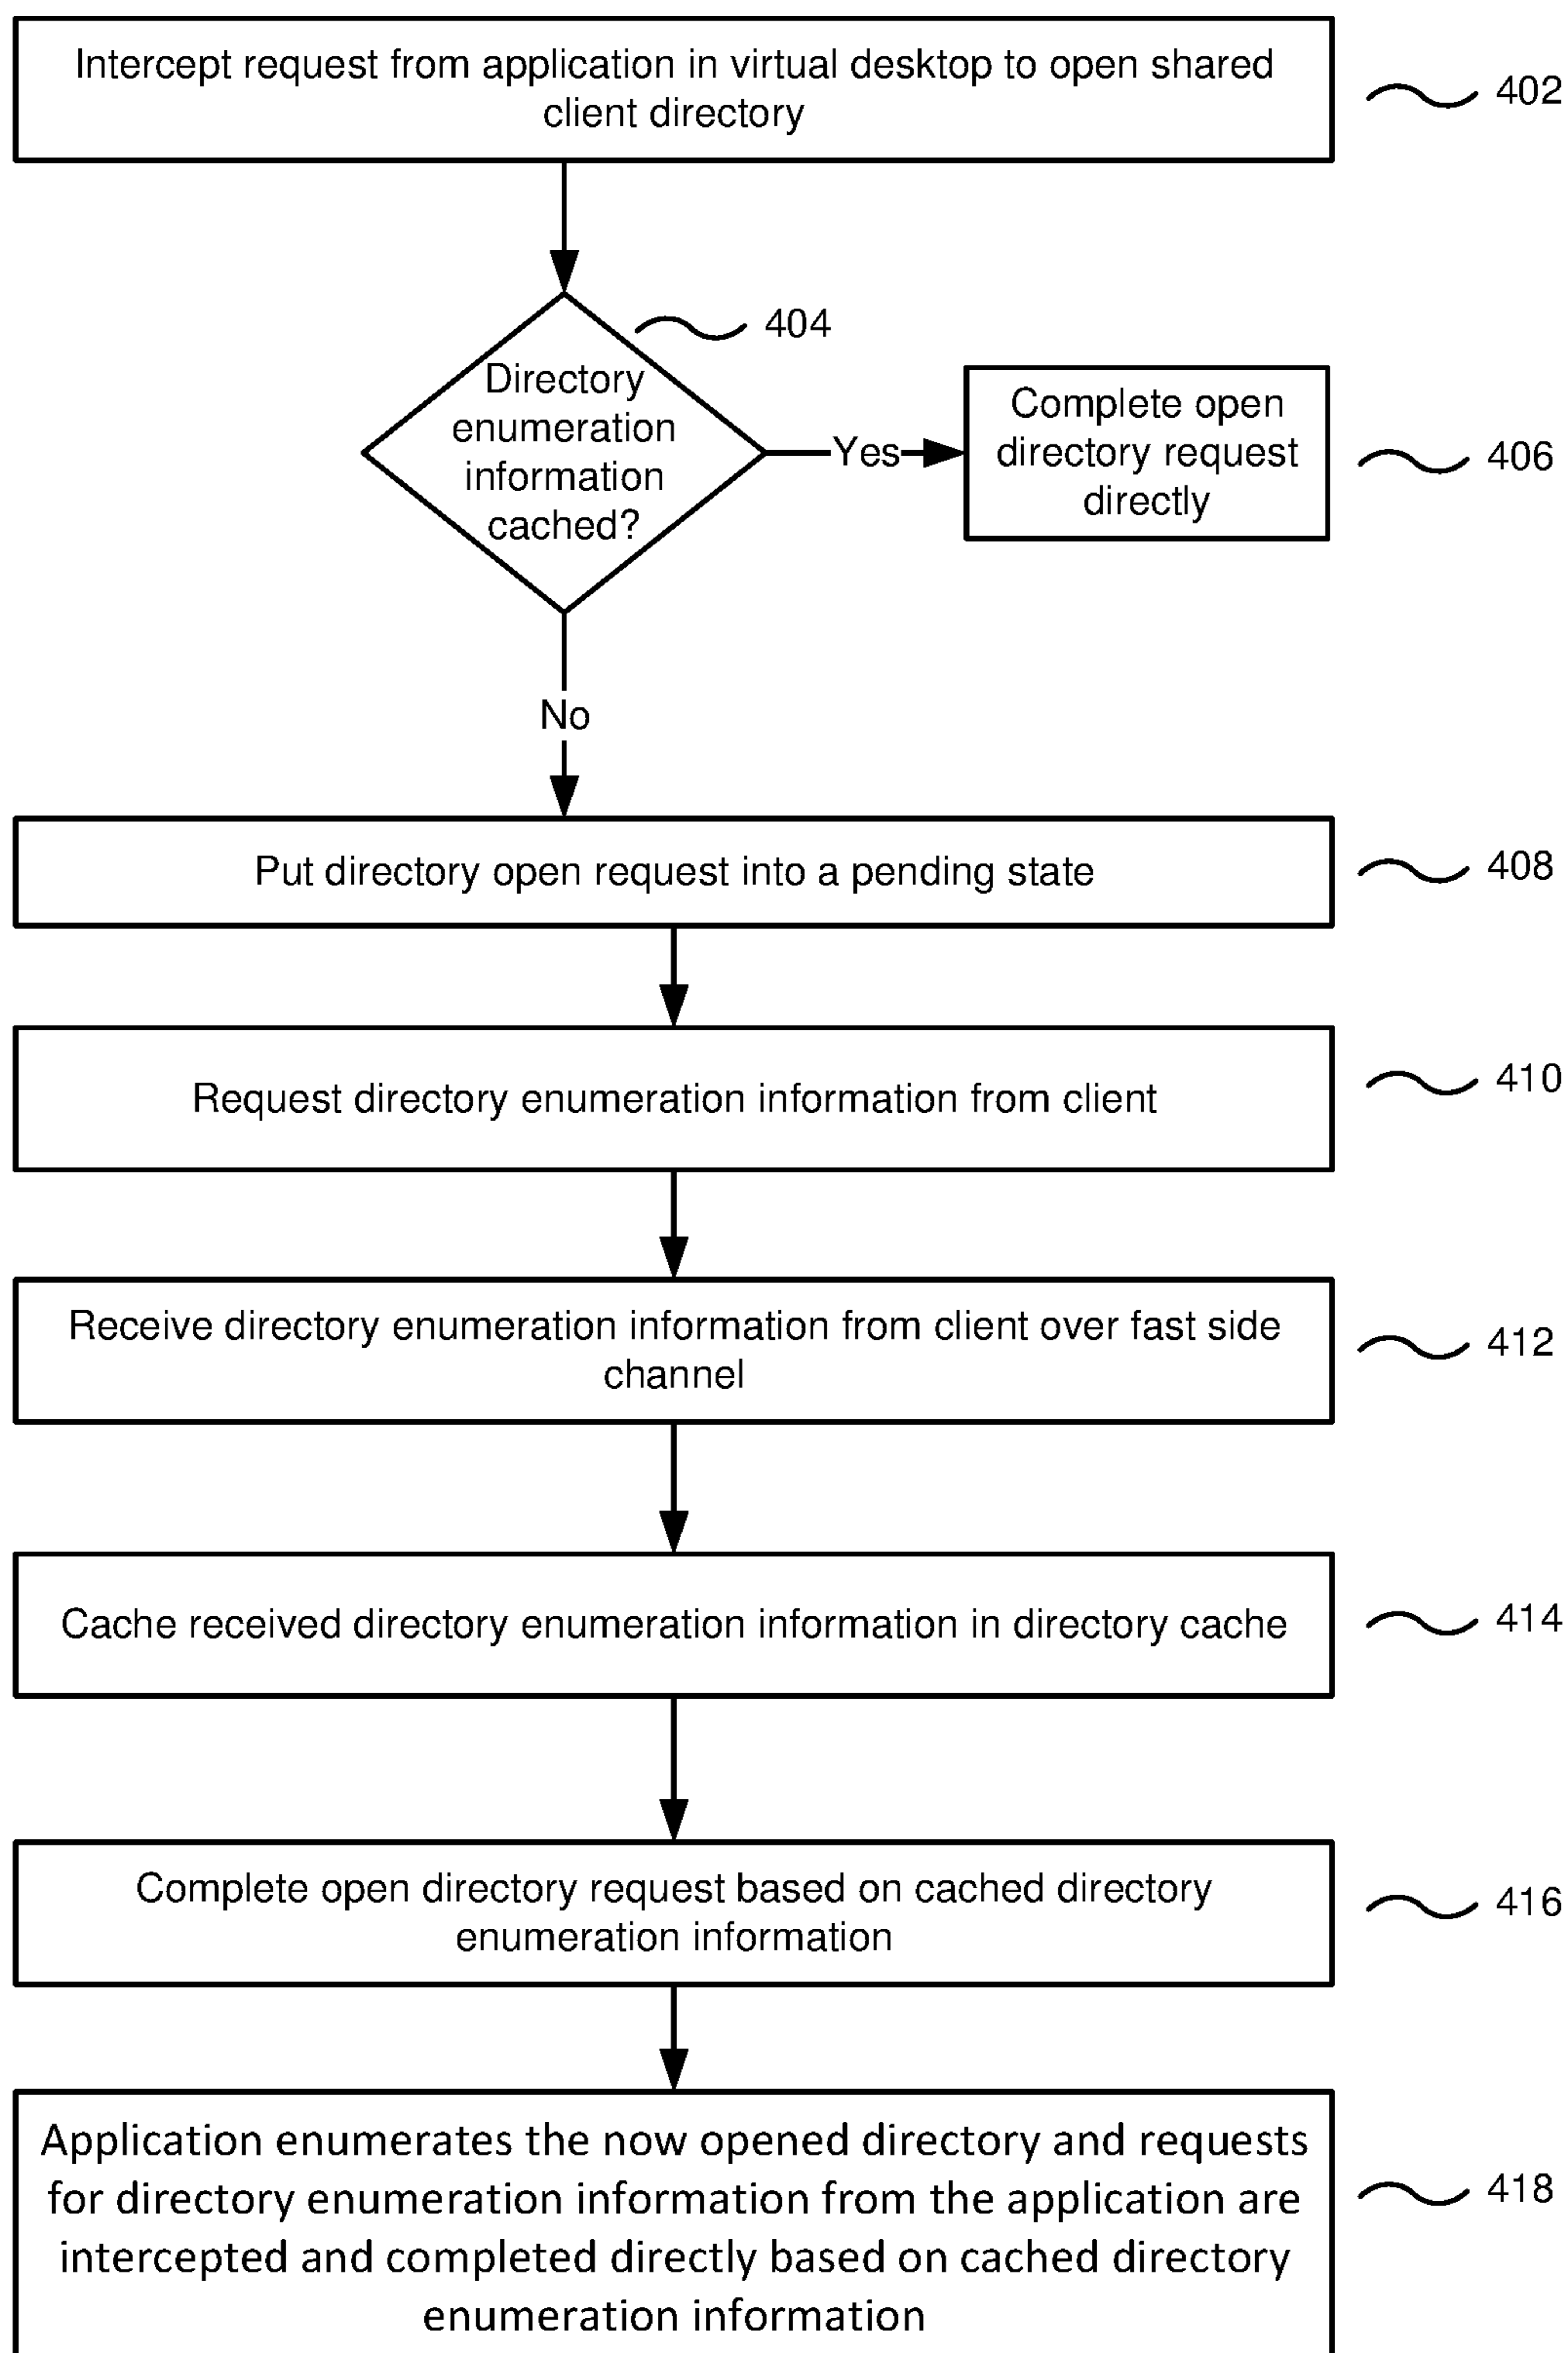 Intercept request from application in virtual desktop to open shared
client directory
402
404
Directory
enumeration
information
cached?
Yes
Complete open
directory request
directly
406
No
Put directory open request into a pending state
408
Request directory enumeration information from client
410
Receive directory enumeration information from client over fast side
channel
412
Cache received directory enumeration information in directory cache
414
Complete open directory request based on cached directory
enumeration information
416
Application enumerates the now opened directory and requests
for directory enumeration information from the application are
intercepted and completed directly based on cached directory
enumeration information
418